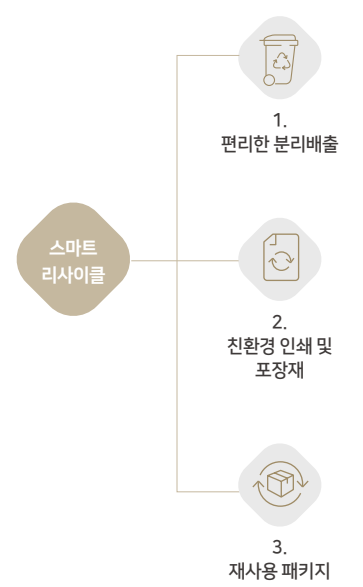 스마트
리사이클
1.
편리한 분리배출
2.
친환경 인쇄 및
포장재
3.
재사용 패키지